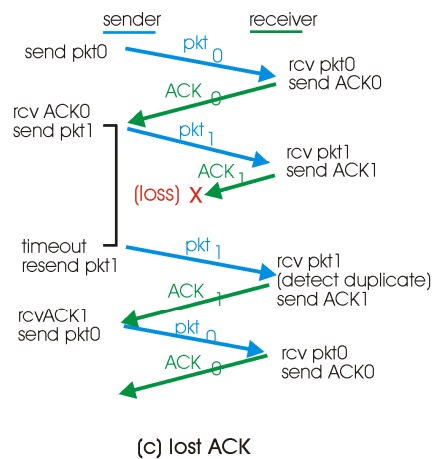 sender receiver
send pkt0
pkt 0
rcv pkt0
send ACK0
ACK 0
rcv ACK0
send pkt1
pkt 1
rcv pkt1
send ACK1
ACK 1
(loss) X
timeout
resend pkt1
pkt 1
rcv pkt1
(detect duplicate)
send ACK1
ACK 1
rcvACK1
send pkt0
pkt 0
rcv pkt0
send ACK0
ACK 0
(c) lost ACK